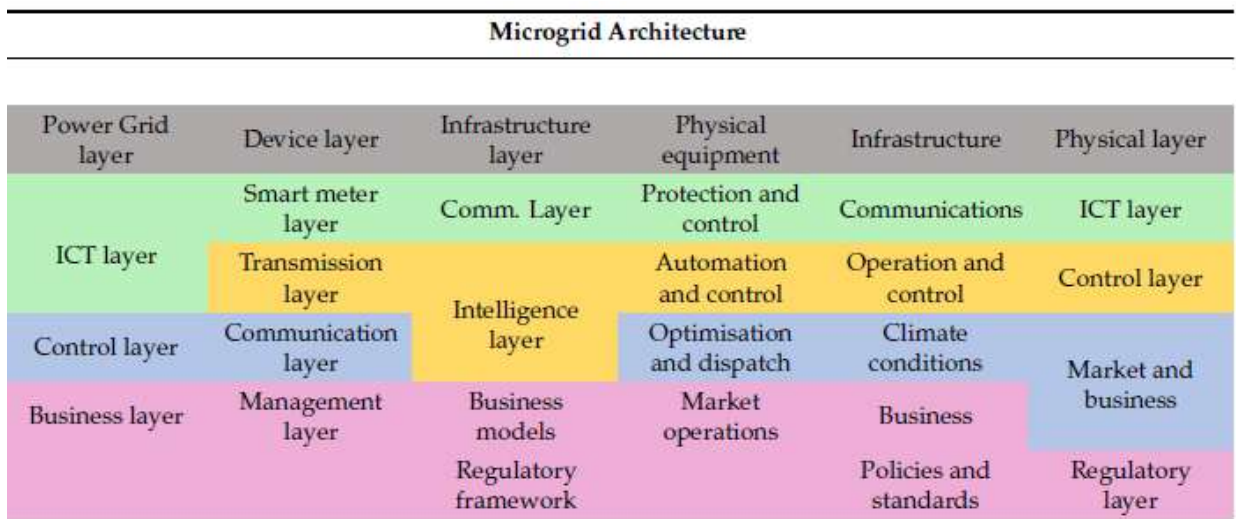 Microgrid Architecture
Power Grid layer Device layer Infrastructure layer Physical equipment Infrastructure Physical layer
ICT layer Smart meter layer Comm. Layer Protection and control Communications ICT layer
Transmission layer Intelligence layer Automation and control Operation and control Control layer
Control layer Communication layer Optimisation and dispatch Climate conditions Market and business
Business layer Management layer Business models Market operations Business
Regulatory framework Policies and standards Regulatory layer